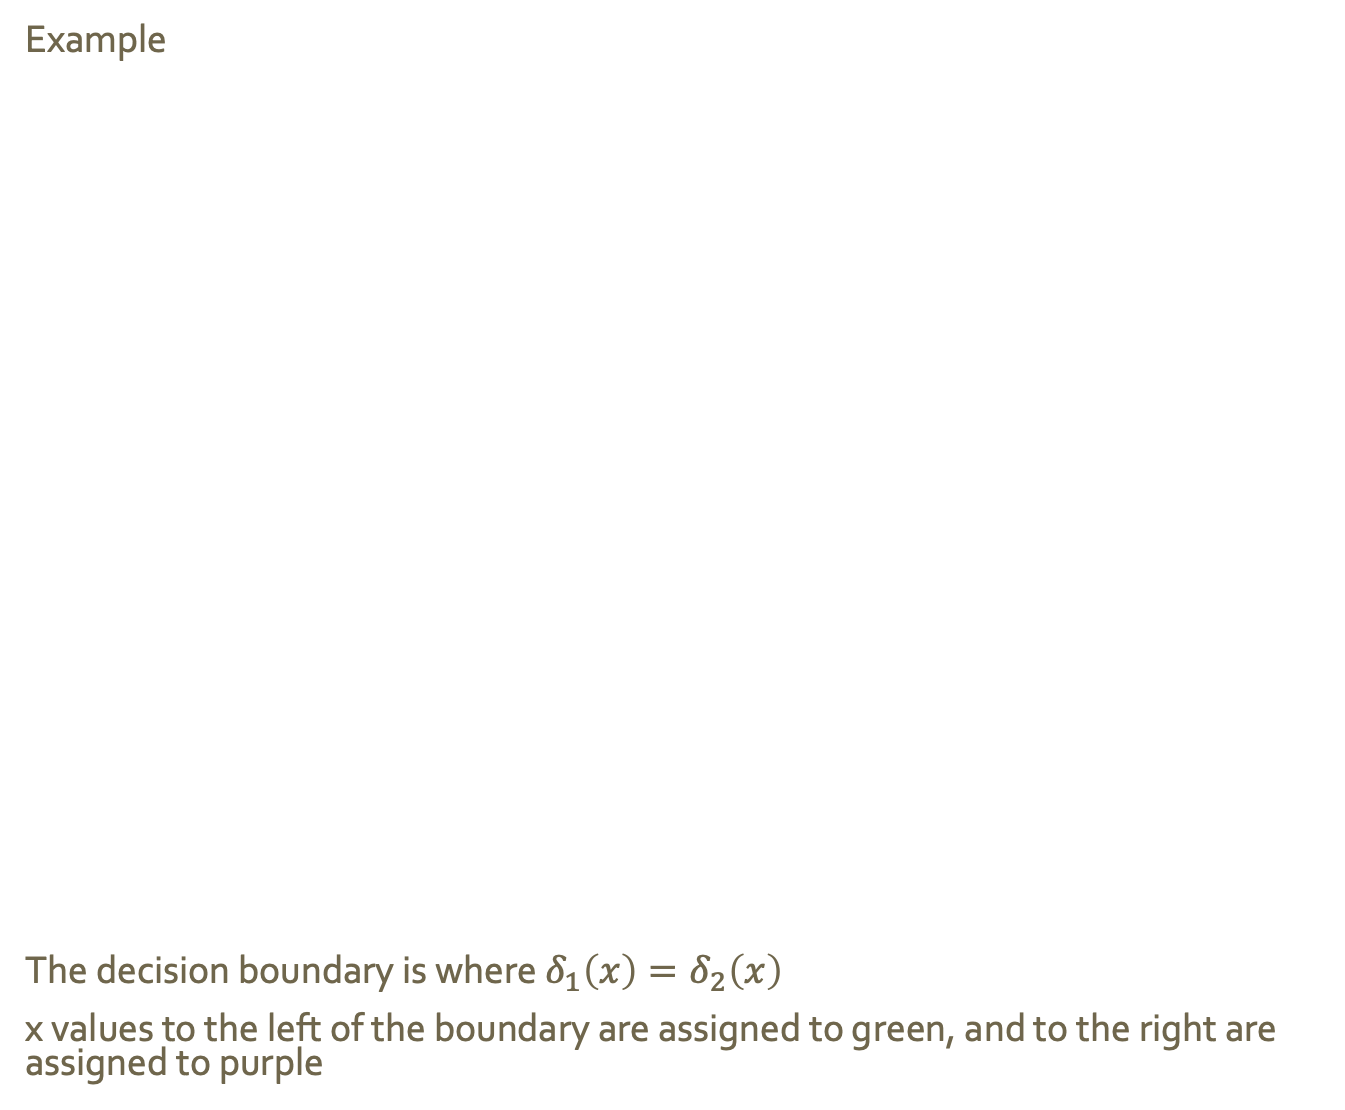 Example
The decision boundary is where 𝛿₁(𝑥) = 𝛿₂(𝑥)
x values to the left of the boundary are assigned to green, and to the right are
assigned to purple